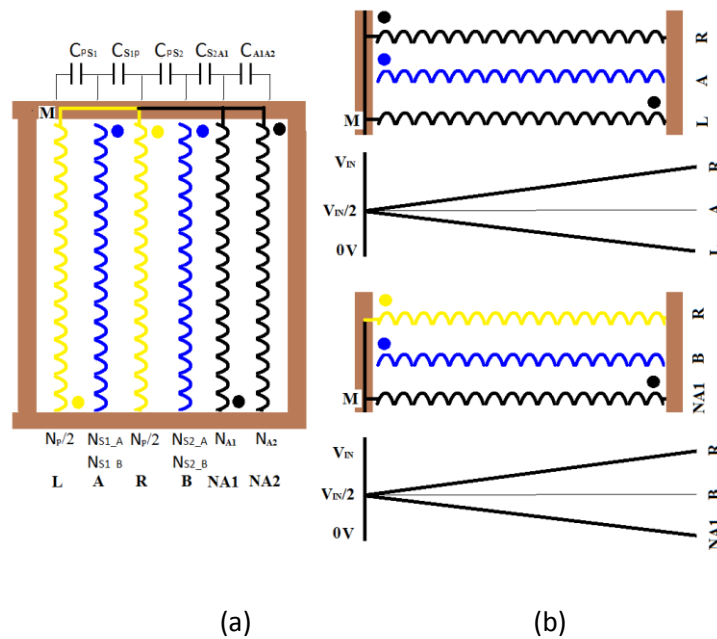 CPS1 CS1P CPS2 CS2A1 CA1A2
M
NP/2 NS1_A NP/2 NS2_A NA1 NA2
NS1_B NS2_B
L A R B NA1 NA2
(a)
R
A
M L
VIN R
VIN/2 A
0V L
R
B
M NA1
VIN R
VIN/2 B
0V NA1
(b)